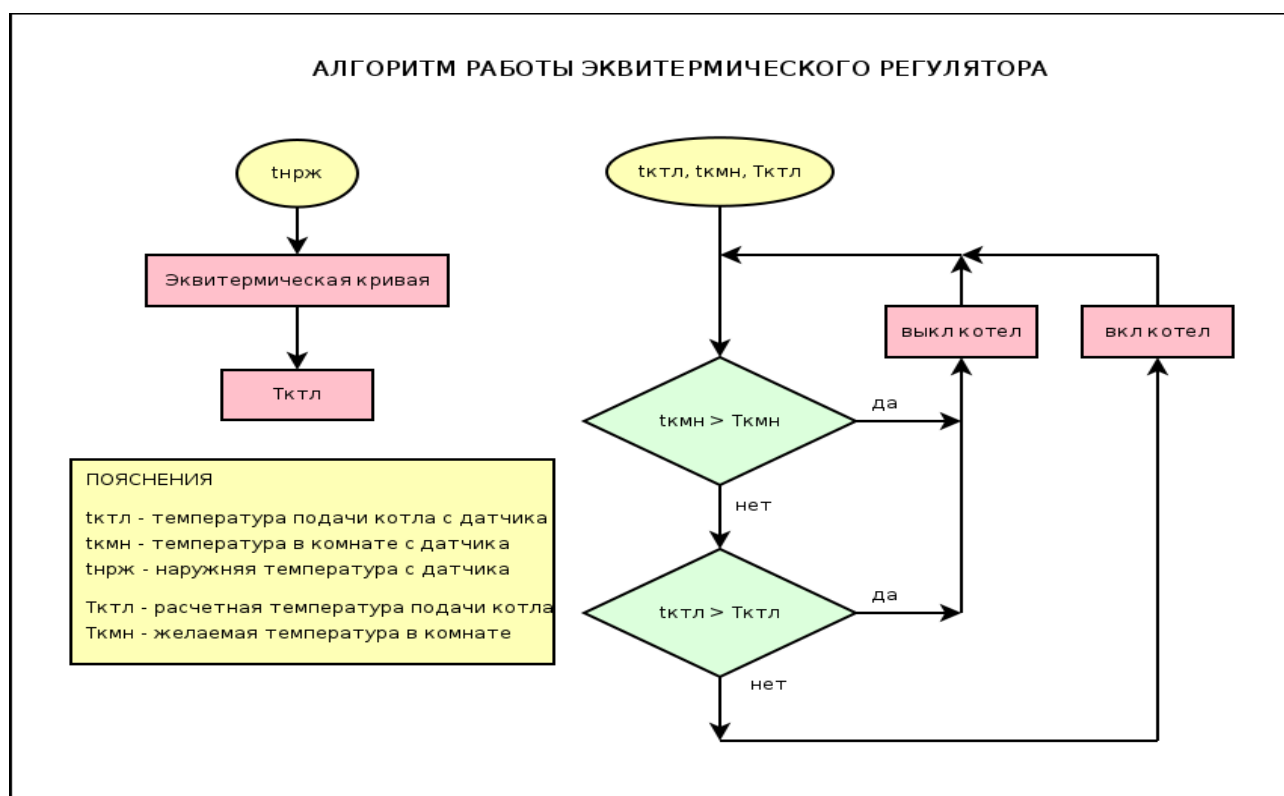 АЛГОРИТМ РАБОТЫ ЭКВИТЕРМИЧЕСКОГО РЕГУЛЯТОРА
tнрж
Эквитермическая кривая
Tктл
ПОЯСНЕНИЯ
tктл - температура подачи котла с датчика
tкмн - температура в комнате с датчика
tнрж - наружняя температура с датчика
Tктл - расчетная температура подачи котла
Tкмн - желаемая температура в комнате
tктл, tкмн, Tктл
выкл котел
вкл котел
tкмн > Tкмн
да
нет
tктл > Tктл
да
нет